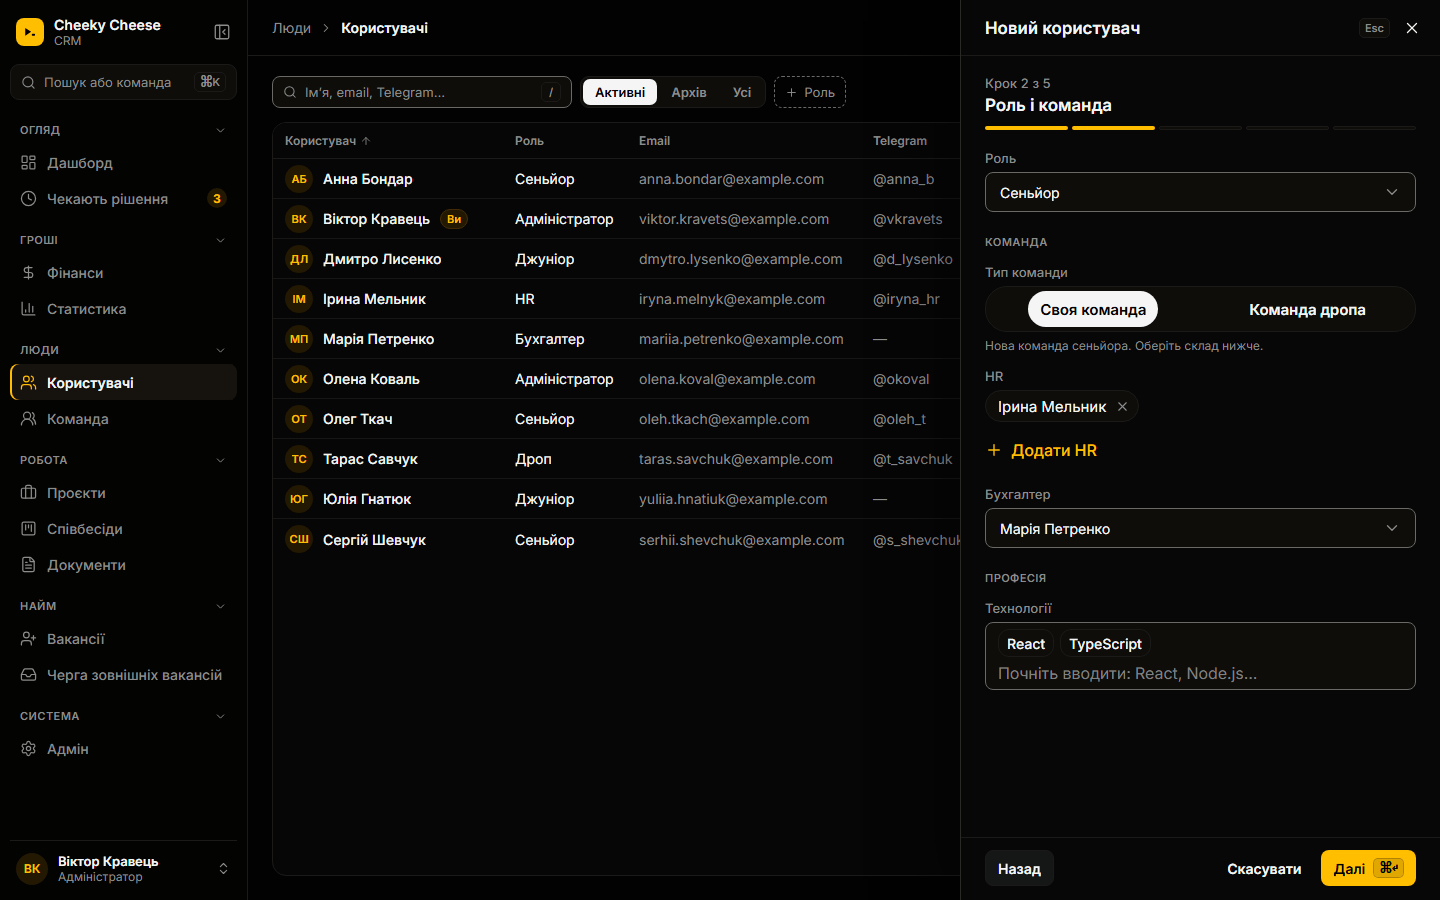 Cheeky Cheese
CRM
Пошук або команда ⌘K
ОГЛЯД
Дашборд
Чекають рішення 3
ГРОШІ
Фінанси
Статистика
ЛЮДИ
Користувачі
Команда
РОБОТА
Проєкти
Співбесіди
Документи
НАЙМ
Вакансії
Черга зовнішніх вакансій
СИСТЕМА
Адмін
ВК Віктор Кравець
Адміністратор
Люди > Користувачі
Ім'я, email, Telegram... /
Активні Архів Усі + Роль
Користувач ↑ Роль Email Telegram
АБ Анна Бондар Сеньйор anna.bondar@example.com @anna_b
ВК Віктор Кравець Ви Адміністратор viktor.kravets@example.com @vkravets
ДЛ Дмитро Лисенко Джуніор dmytro.lysenko@example.com @d_lysenko
ІМ Ірина Мельник HR iryna.melnyk@example.com @iryna_hr
МП Марія Петренко Бухгалтер mariia.petrenko@example.com —
ОК Олена Коваль Адміністратор olena.koval@example.com @okoval
ОТ Олег Ткач Сеньйор oleh.tkach@example.com @oleh_t
ТС Тарас Савчук Дроп taras.savchuk@example.com @t_savchuk
ЮГ Юлія Гнатюк Джуніор yuliia.hnatiuk@example.com —
СШ Сергій Шевчук Сеньйор serhii.shevchuk@example.com @s_shevchuk
Новий користувач Esc
Крок 2 з 5
Роль і команда
Роль
Сеньйор
КОМАНДА
Тип команди
Своя команда Команда дропа
Нова команда сеньйора. Оберіть склад нижче.
HR
Ірина Мельник ×
+ Додати HR
Бухгалтер
Марія Петренко
ПРОФЕСІЯ
Технології
React TypeScript
Почніть вводити: React, Node.js...
Назад Скасувати Далі ⌘↵